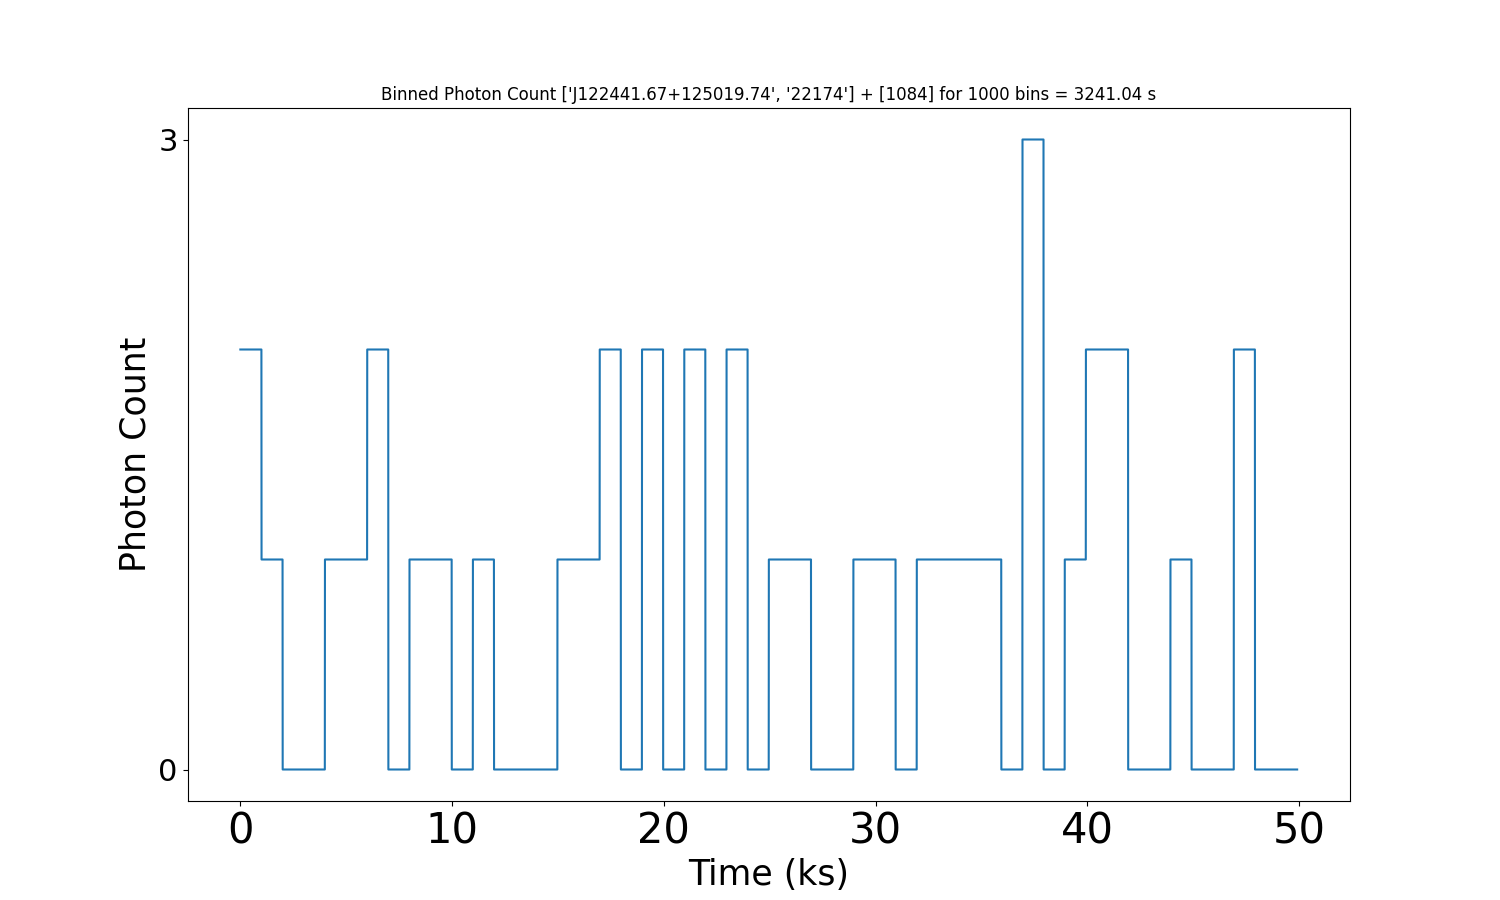 Binned Photon Count ['J122441.67+125019.74', '22174'] + [1084] for 1000 bins = 3241.04 s
3
Photon Count
0
0 10 20 30 40 50
Time (ks)